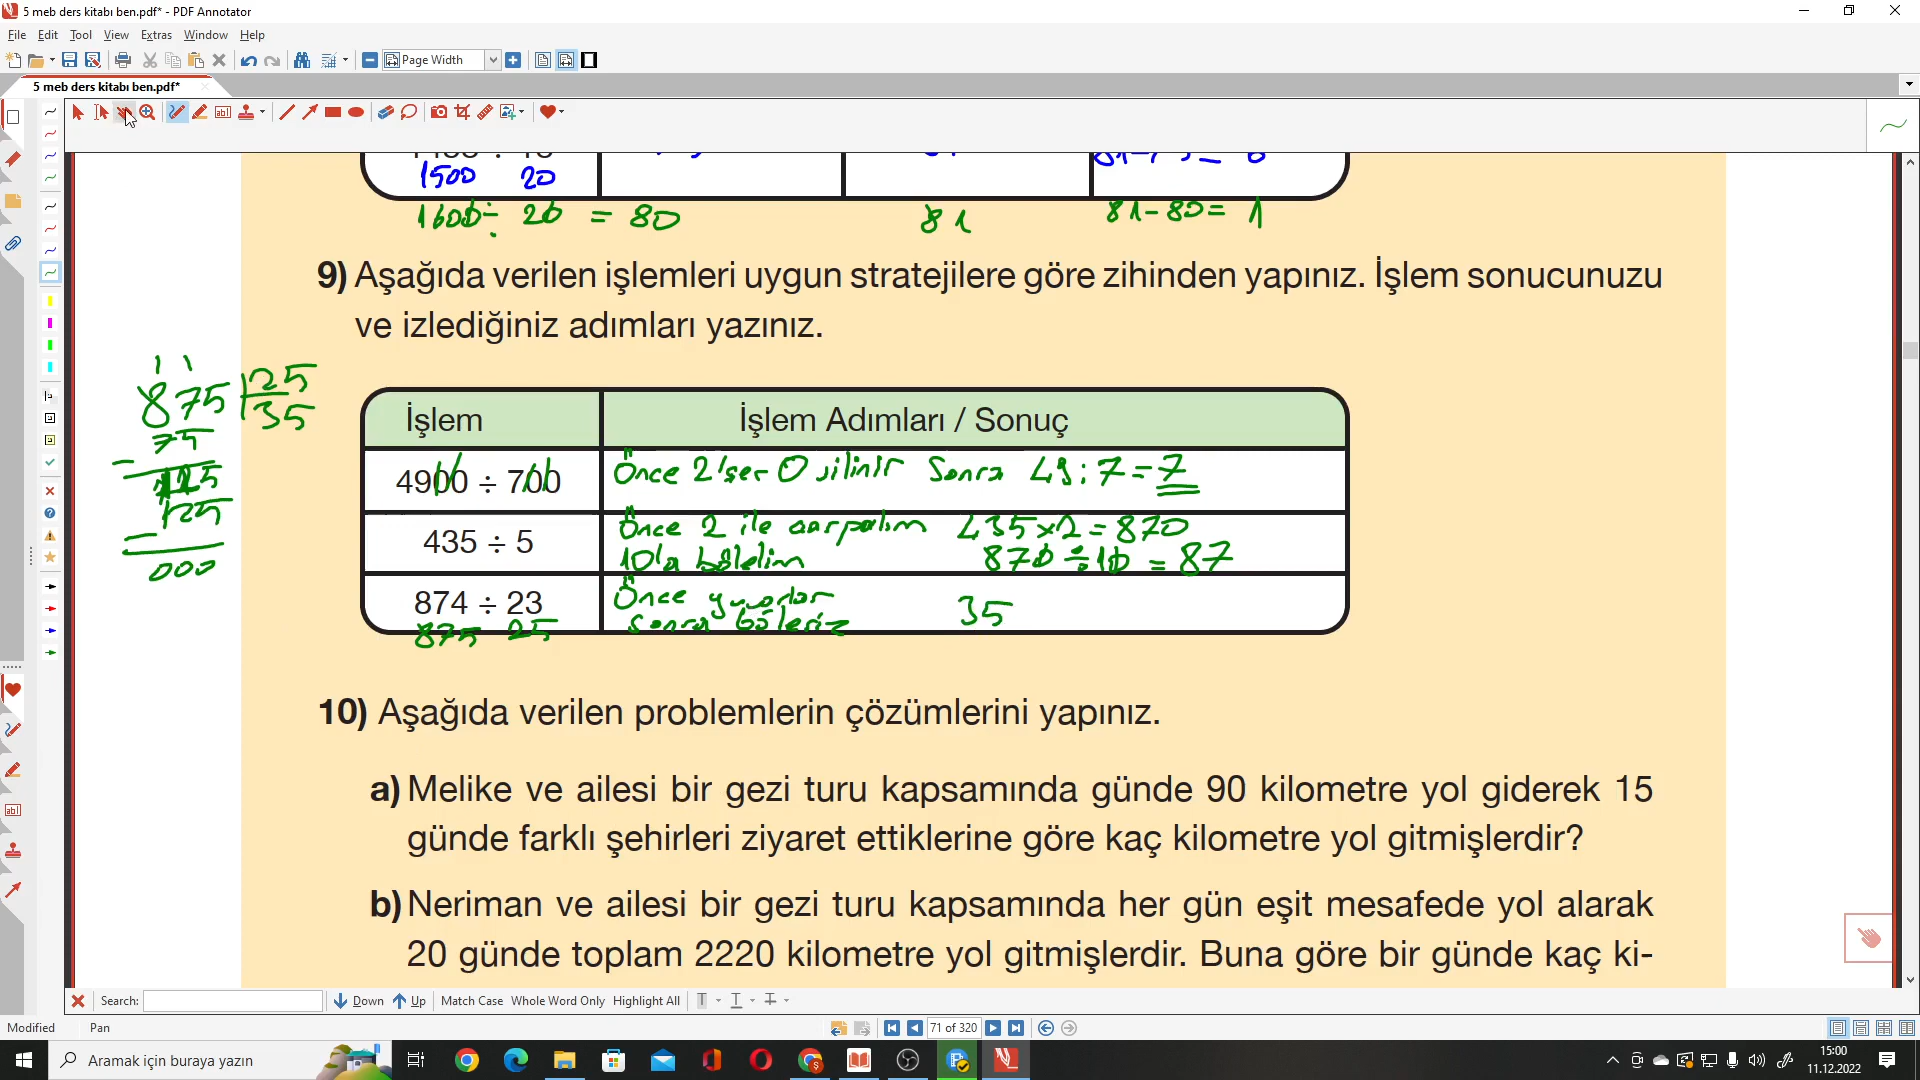 5 meb ders kitabı ben.pdf* - PDF Annotator
File Edit Tool View Extras Window Help
Page Width
5 meb ders kitabı ben.pdf*
1500 20
1600 ÷ 20 = 80 81 81-80= 1
9) Aşağıda verilen işlemleri uygun stratejilere göre zihinden yapınız. İşlem sonucunuzu
ve izlediğiniz adımları yazınız.
875 25
35
75
125
125
000
İşlem İşlem Adımları / Sonuç
4900 ÷ 700 Önce 2'şer 0 silinir Sonra 49:7=7
435 ÷ 5 Önce 2 ile çarpalım 435x2=870
10'la bölelim 870÷10 = 87
874 ÷ 23 Önce yuvarlar 35
875 25 sonra böleriz
10) Aşağıda verilen problemlerin çözümlerini yapınız.
a) Melike ve ailesi bir gezi turu kapsamında günde 90 kilometre yol giderek 15
günde farklı şehirleri ziyaret ettiklerine göre kaç kilometre yol gitmişlerdir?
b) Neriman ve ailesi bir gezi turu kapsamında her gün eşit mesafede yol alarak
20 günde toplam 2220 kilometre yol gitmişlerdir. Buna göre bir günde kaç ki-
Search: Down Up Match Case Whole Word Only Highlight All
Modified Pan 71 of 320
Aramak için buraya yazın
15:00
11.12.2022